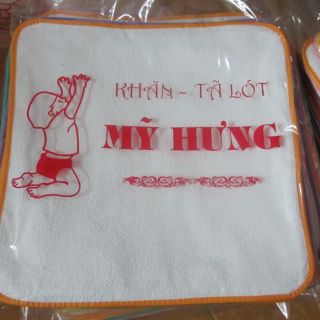 KHĂN ~ TÃ LÓT
MỸ HƯNG